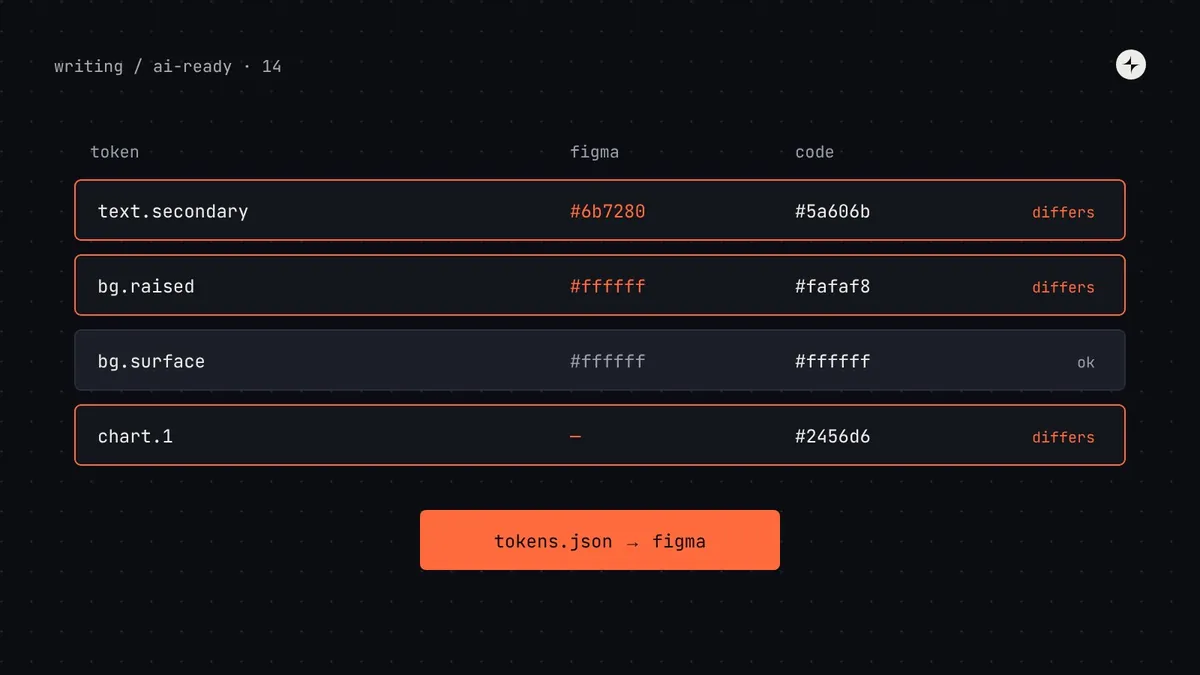 writing / ai-ready · 14
token figma code
text.secondary #6b7280 #5a606b differs
bg.raised #ffffff #fafaf8 differs
bg.surface #ffffff #ffffff ok
chart.1 — #2456d6 differs
tokens.json → figma